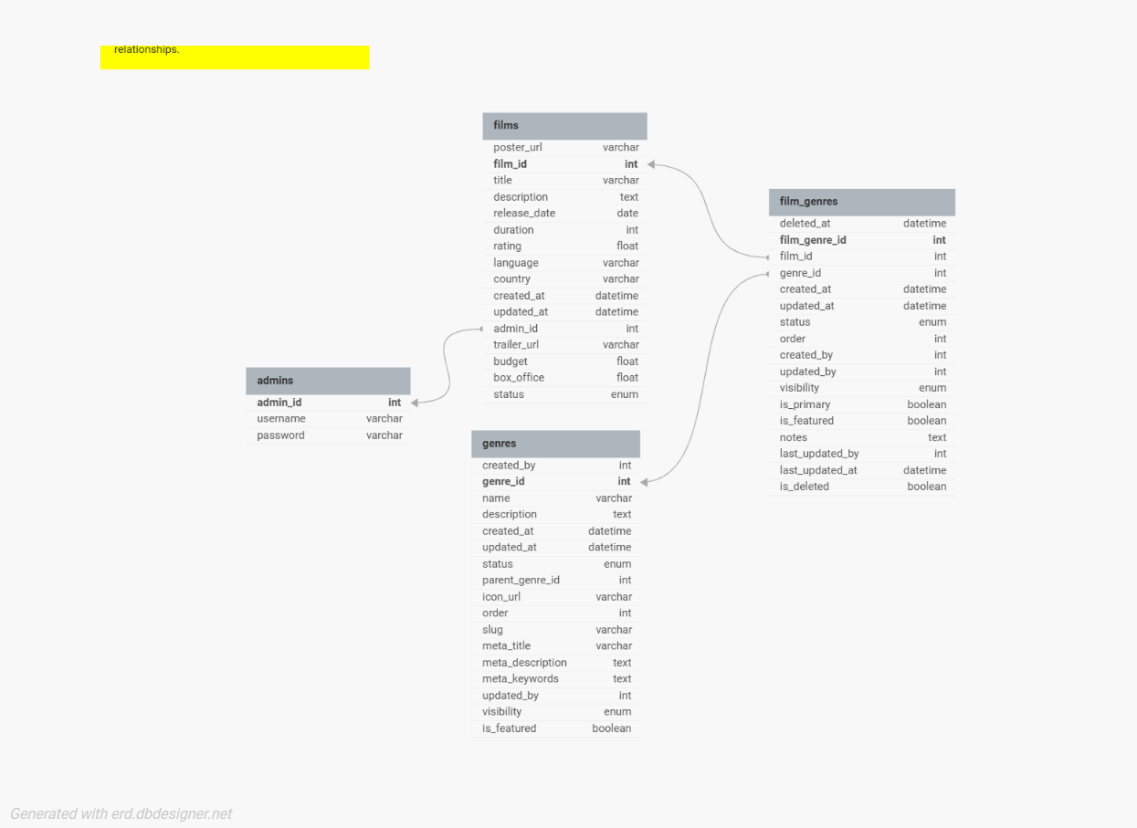 relationships.
films
poster_url varchar
film_id int
title varchar
description text
release_date date
duration int
rating float
language varchar
country varchar
created_at datetime
updated_at datetime
admin_id int
trailer_url varchar
budget float
box_office float
status enum
film_genres
deleted_at datetime
film_genre_id int
film_id int
genre_id int
created_at datetime
updated_at datetime
status enum
order int
created_by int
updated_by int
visibility enum
is_primary boolean
is_featured boolean
notes text
last_updated_by int
last_updated_at datetime
is_deleted boolean
admins
admin_id int
username varchar
password varchar
genres
created_by int
genre_id int
name varchar
description text
created_at datetime
updated_at datetime
status enum
parent_genre_id int
icon_url varchar
order int
slug varchar
meta_title varchar
meta_description text
meta_keywords text
updated_by int
visibility enum
is_featured boolean
Generated with erd.dbdesigner.net